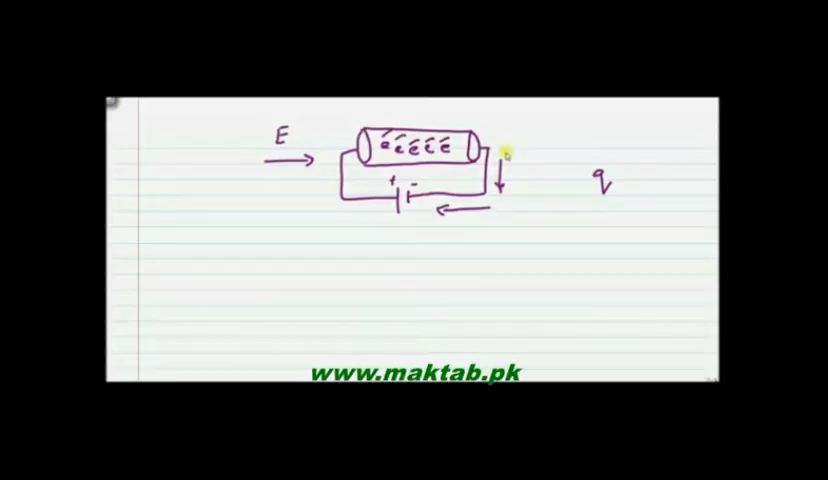 E
e⁻ e⁻ e⁻ e⁻ e⁻
+ -
q
www.maktab.pk